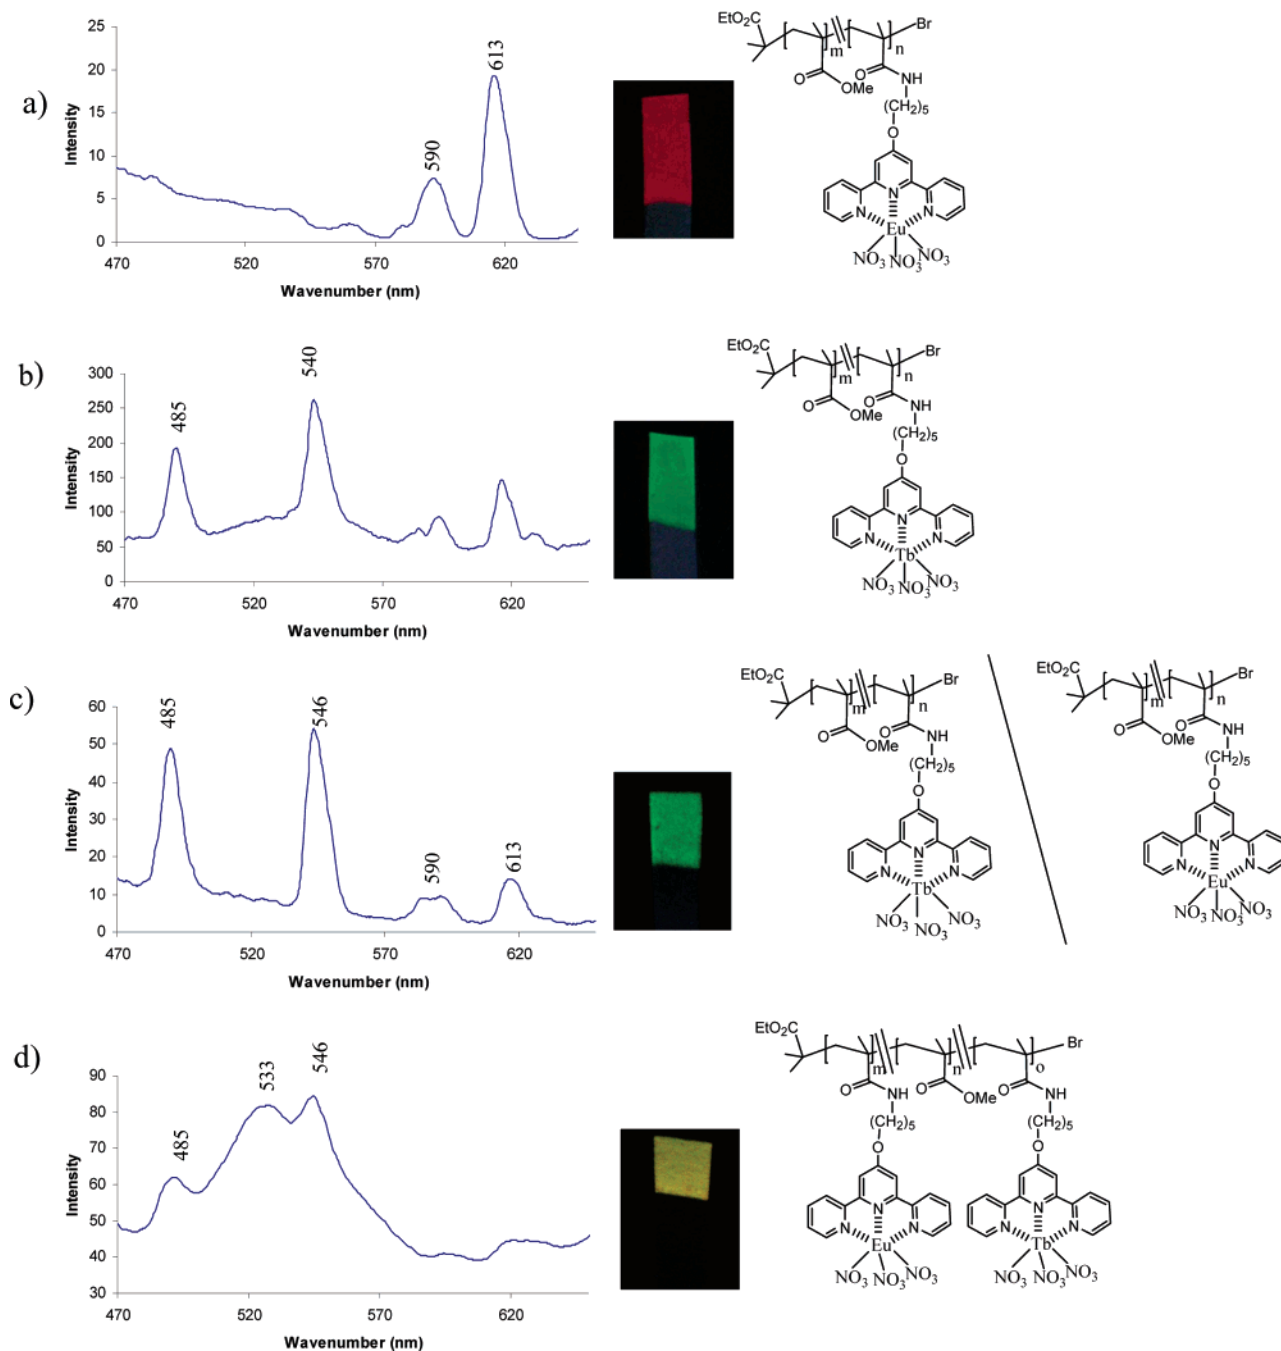 a)
25
20
15
10
5
0
Intensity
590
613
470
520
570
620
Wavenumber (nm)
EtO2C
Br
m
n
O
OMe
O
NH
(CH2)5
O
N
N
N
Eu
NO3 NO3 NO3
b)
300
250
200
150
100
50
0
Intensity
485
540
470
520
570
620
Wavenumber (nm)
EtO2C
Br
m
n
O
OMe
O
NH
(CH2)5
O
N
N
N
Tb
NO3 NO3 NO3
c)
60
50
40
30
20
10
0
Intensity
485
546
590
613
470
520
570
620
Wavenumber (nm)
EtO2C
Br
m
n
O
OMe
O
NH
(CH2)5
O
N
N
N
Tb
NO3 NO3 NO3
EtO2C
Br
m
n
O
OMe
O
NH
(CH2)5
O
N
N
N
Eu
NO3 NO3 NO3
d)
90
80
70
60
50
40
30
Intensity
485
533
546
470
520
570
620
Wavenumber (nm)
EtO2C
Br
m
n
o
O
NH
O
OMe
O
NH
(CH2)5
(CH2)5
O
O
N
N
N
N
N
N
Eu
Tb
NO3 NO3 NO3
NO3 NO3 NO3